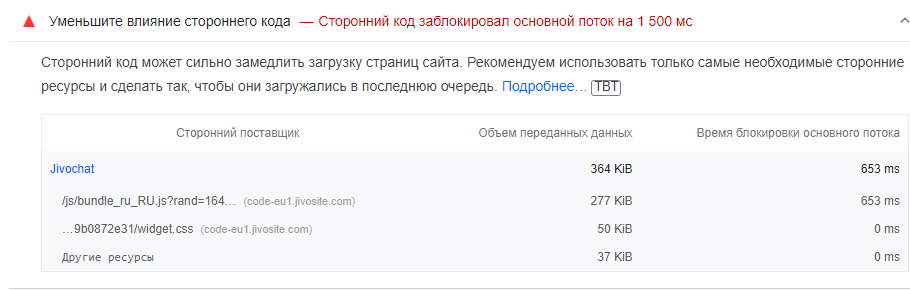 Уменьшите влияние стороннего кода — Сторонний код заблокировал основной поток на 1 500 мс
Сторонний код может сильно замедлить загрузку страниц сайта. Рекомендуем использовать только самые необходимые сторонние
ресурсы и сделать так, чтобы они загружались в последнюю очередь. Подробнее… TBT
Сторонний поставщик Объем переданных данных Время блокировки основного потока
Jivochat 364 KiB 653 ms
/js/bundle_ru_RU.js?rand=164… (code-eu1.jivosite.com) 277 KiB 653 ms
…9b0872e31/widget.css (code-eu1.jivosite.com) 50 KiB 0 ms
Другие ресурсы 37 KiB 0 ms